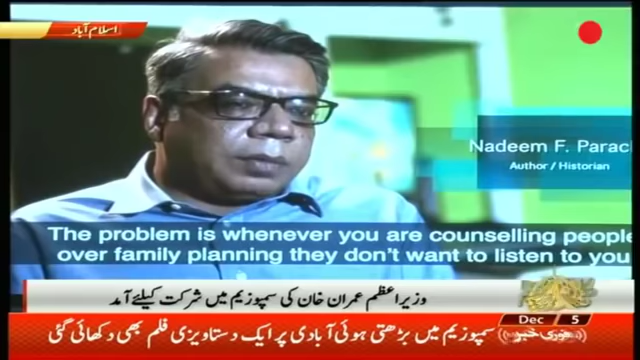 اسلام آباد
Nadeem F. Parac
Author / Historian
The problem is whenever you are counselling people
over family planning they don't want to listen to you
وزیراعظم عمران خان کی سمپوزیم میں شرکت کیلئے آمد
Dec 5
سمپوزیم میں بڑھتی ہوئی آبادی پر ایک دستاویزی فلم بھی دکھائی گئی